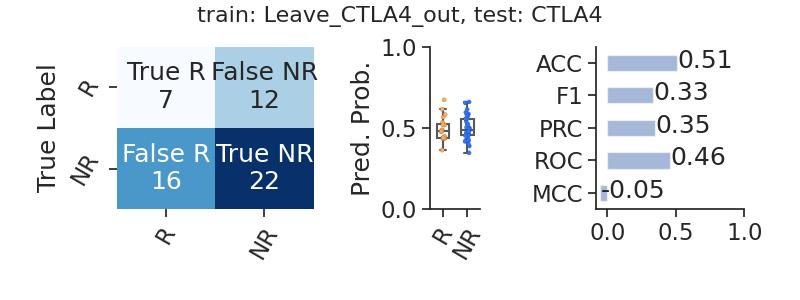 train: Leave_CTLA4_out, test: CTLA4
True Label
R
NR
True R
7
False NR
12
False R
16
True NR
22
R
NR
Pred. Prob.
1.0
0.5
0.0
R
NR
ACC
F1
PRC
ROC
MCC
0.51
0.33
0.35
0.46
-0.05
0.0
0.5
1.0